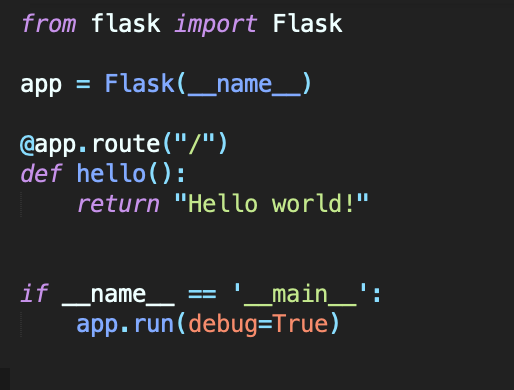 from flask import Flask

app = Flask(__name__)

@app.route("/")
def hello():
    return "Hello world!"


if __name__ == '__main__':
    app.run(debug=True)